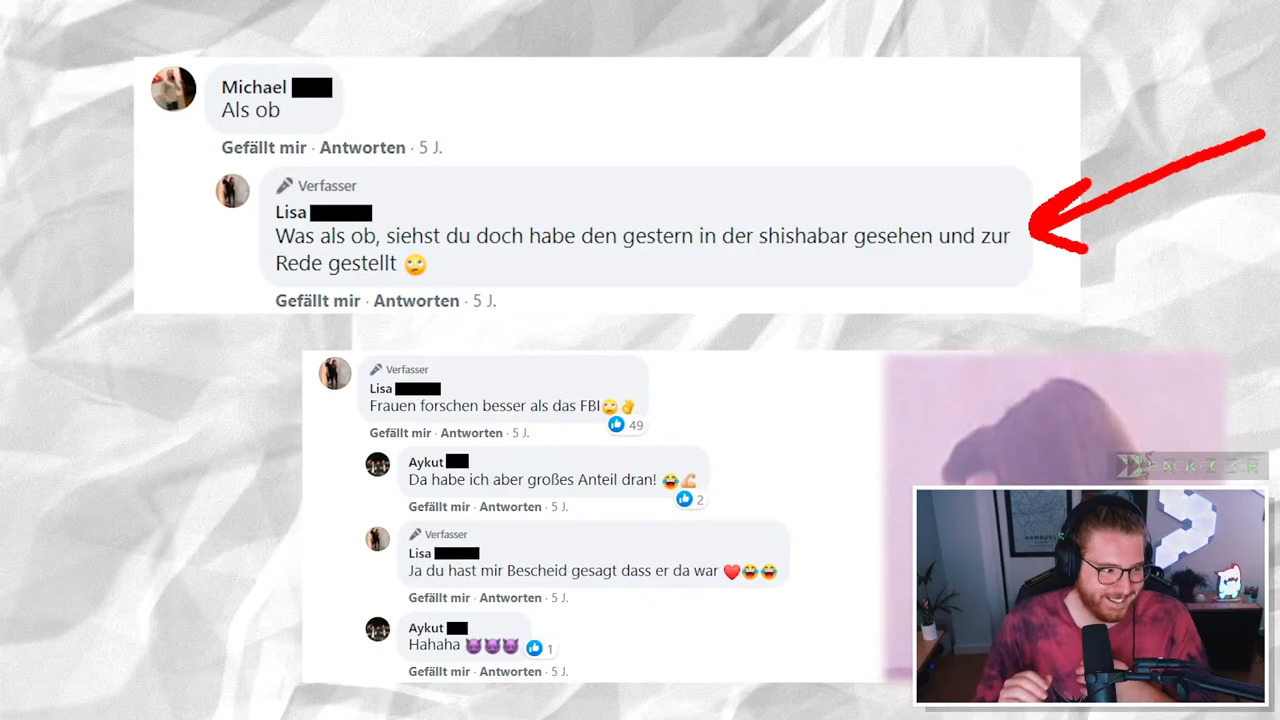 Michael
Als ob
Gefällt mir · Antworten · 5 J.
Verfasser
Lisa
Was als ob, siehst du doch habe den gestern in der shishabar gesehen und zur
Rede gestellt 🙄
Gefällt mir · Antworten · 5 J.
Verfasser
Lisa
Frauen forschen besser als das FBI🙄👌
49
Gefällt mir · Antworten · 5 J.
Aykut
Da habe ich aber großes Anteil dran! 😂💪
2
Gefällt mir · Antworten · 5 J.
Verfasser
Lisa
Ja du hast mir Bescheid gesagt dass er da war ❤️😂😂
Gefällt mir · Antworten · 5 J.
Aykut
Hahaha 😈😈😈
1
Gefällt mir · Antworten · 5 J.